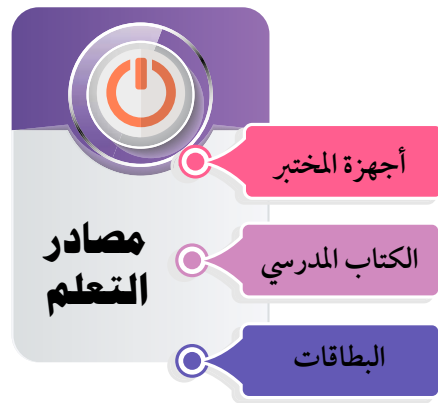 مصادر
التعلم
أجهزة المختبر
الكتاب المدرسي
البطاقات